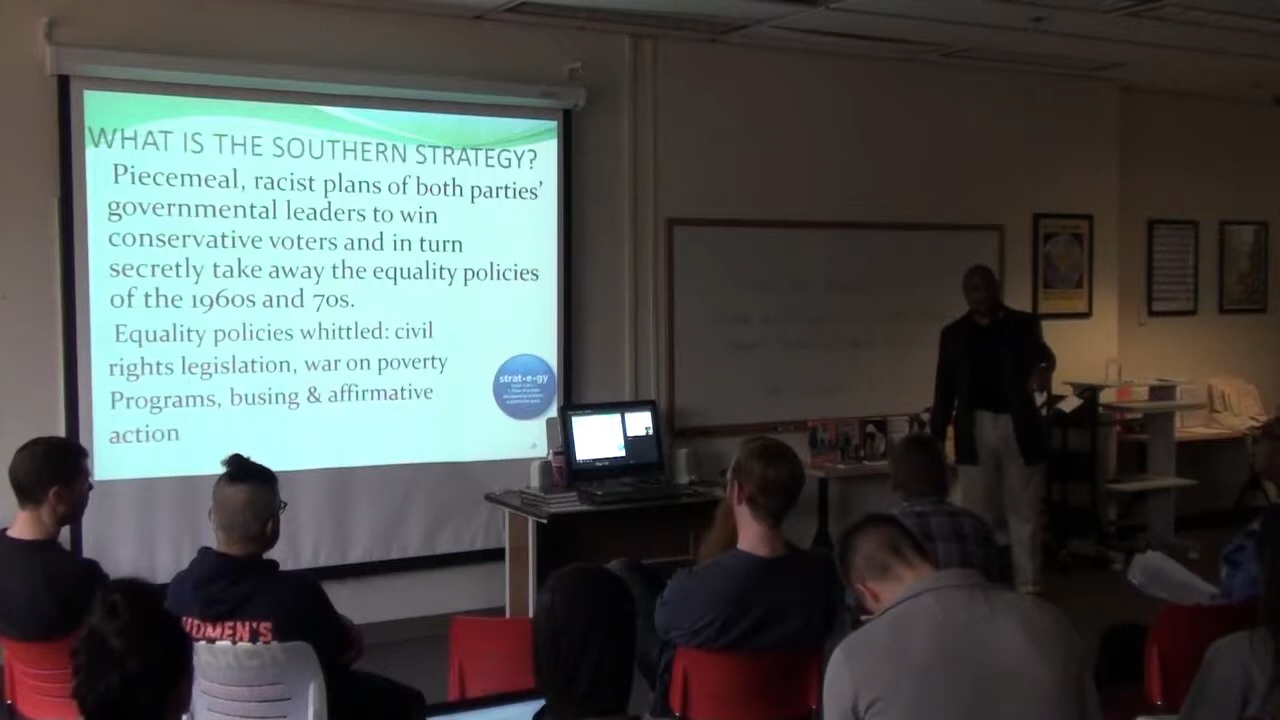 WHAT IS THE SOUTHERN STRATEGY?
Piecemeal, racist plans of both parties'
governmental leaders to win
conservative voters and in turn
secretly take away the equality policies
of the 1960s and 70s.
Equality policies whittled: civil
rights legislation, war on poverty
Programs, busing & affirmative
action
strat•e•gy
WOMEN'S